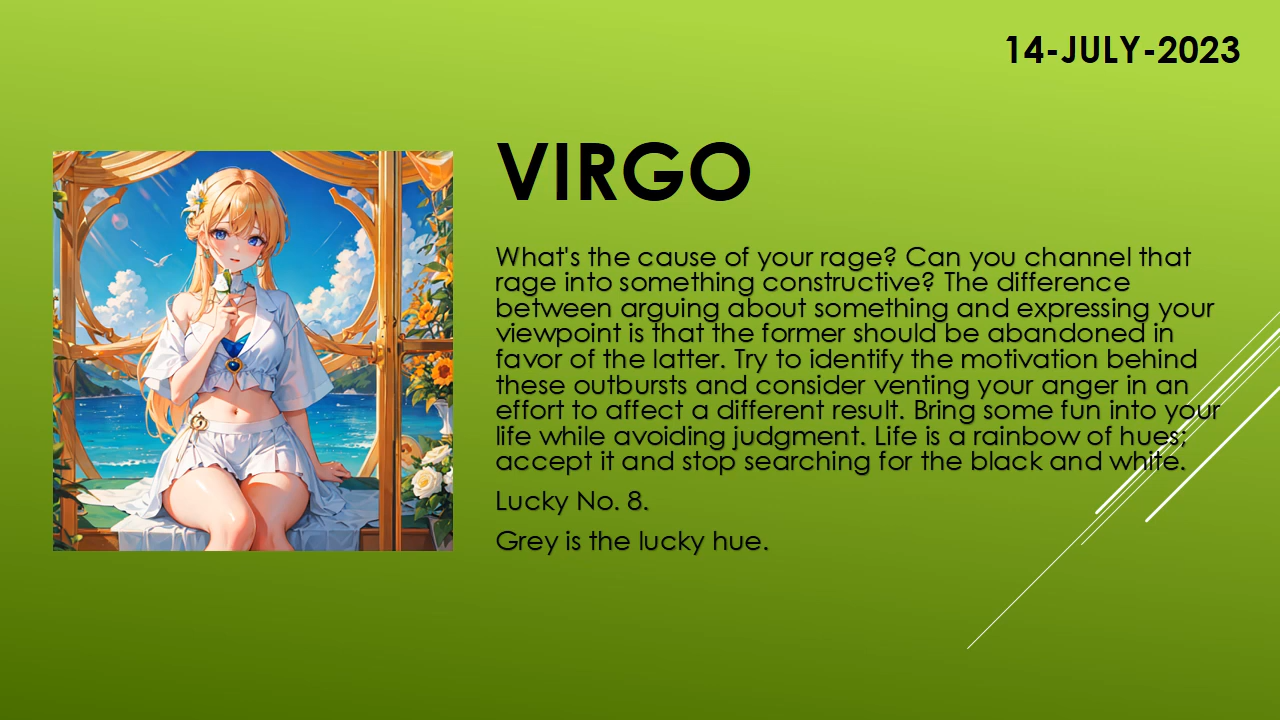 14-JULY-2023
VIRGO
What's the cause of your rage? Can you channel that
rage into something constructive? The difference
between arguing about something and expressing your
viewpoint is that the former should be abandoned in
favor of the latter. Try to identify the motivation behind
these outbursts and consider venting your anger in an
effort to affect a different result. Bring some fun into your
life while avoiding judgment. Life is a rainbow of hues;
accept it and stop searching for the black and white.
Lucky No. 8.
Grey is the lucky hue.